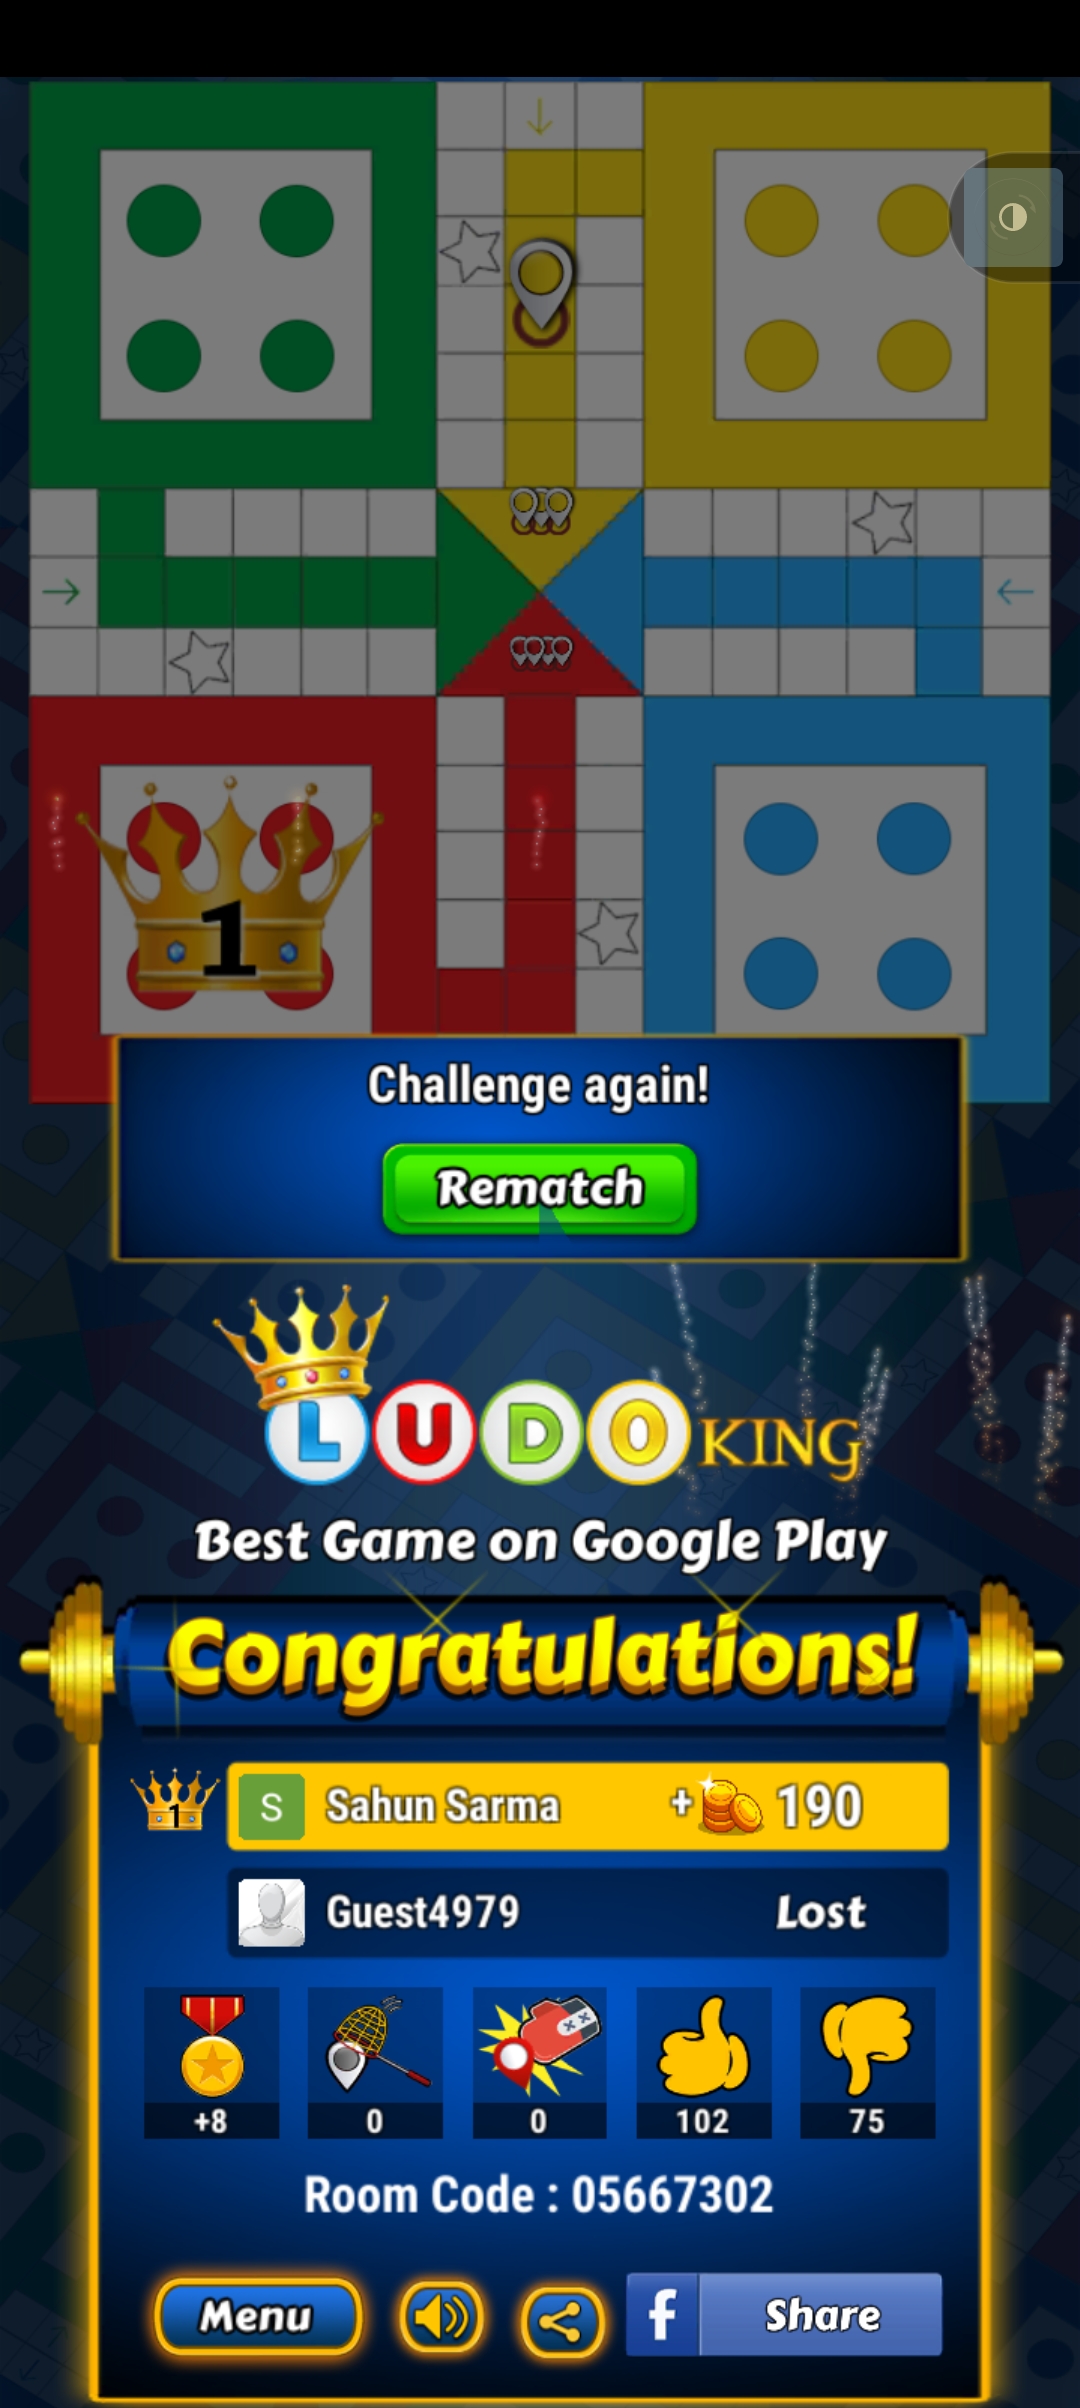 1
Challenge again!
Rematch
LUDO KING
Best Game on Google Play
Congratulations!
1 S Sahun Sarma + 190
Guest4979 Lost
+8 0 0 102 75
Room Code : 05667302
Menu f Share